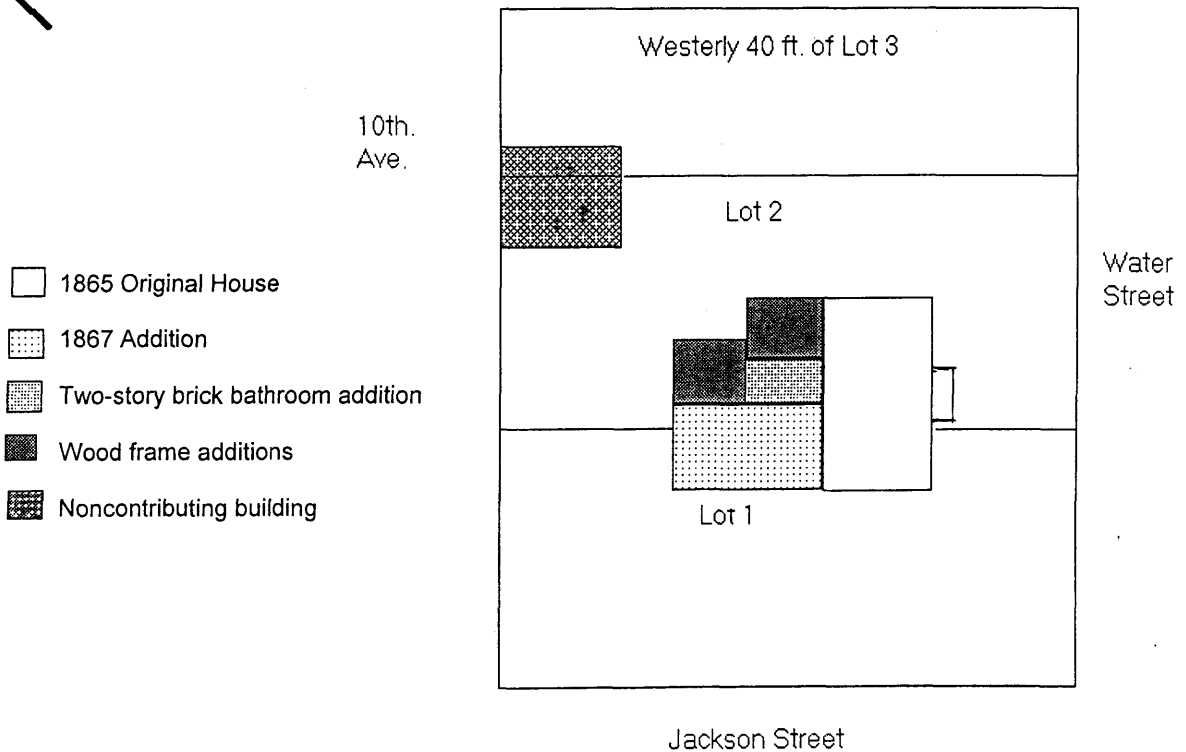 Westerly 40 ft. of Lot 3
10th.
Ave.
Lot 2
Water
Street
1865 Original House
1867 Addition
Two-story brick bathroom addition
Wood frame additions
Noncontributing building
Lot 1
Jackson Street